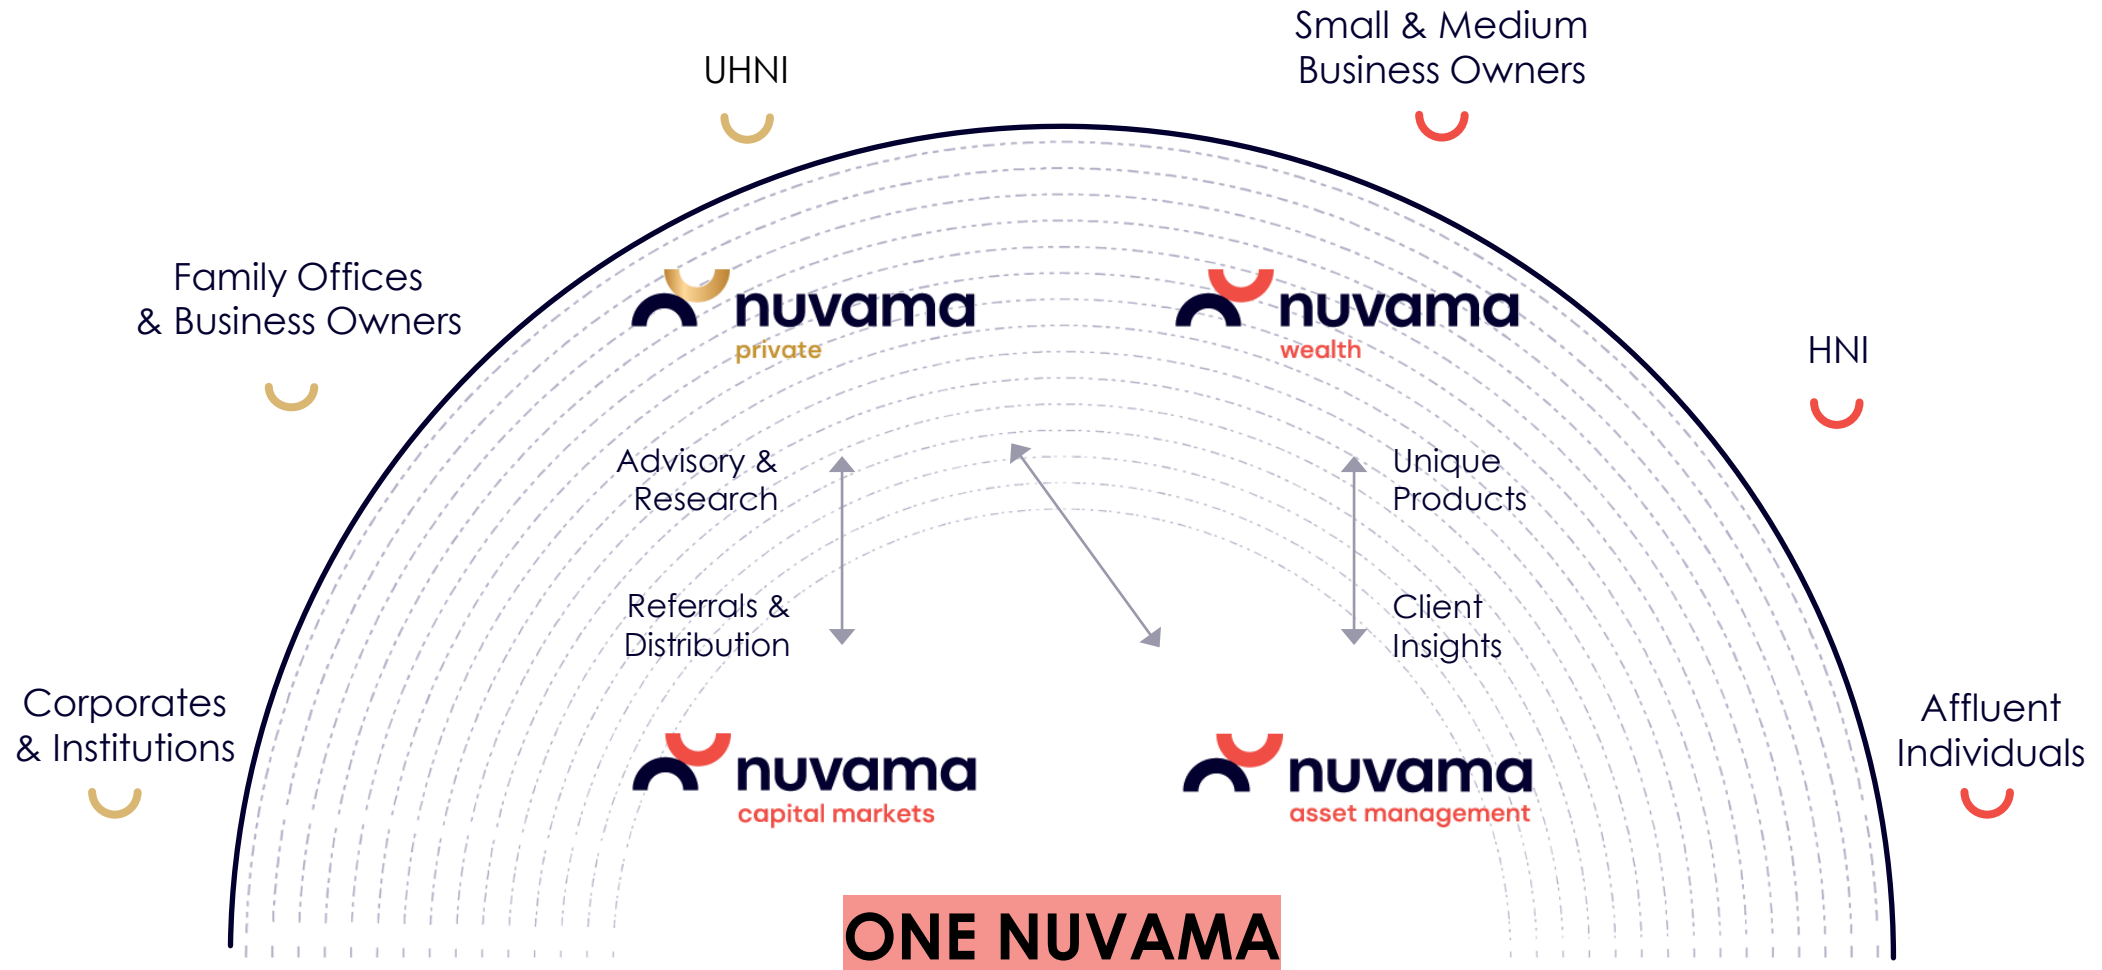 Small & Medium
Business Owners
UHNI
Family Offices
& Business Owners
nuvama
private
nuvama
wealth
HNI
Advisory &
Research
Unique
Products
Referrals &
Distribution
Client
Insights
Corporates
& Institutions
Affluent
Individuals
nuvama
capital markets
nuvama
asset management
ONE NUVAMA